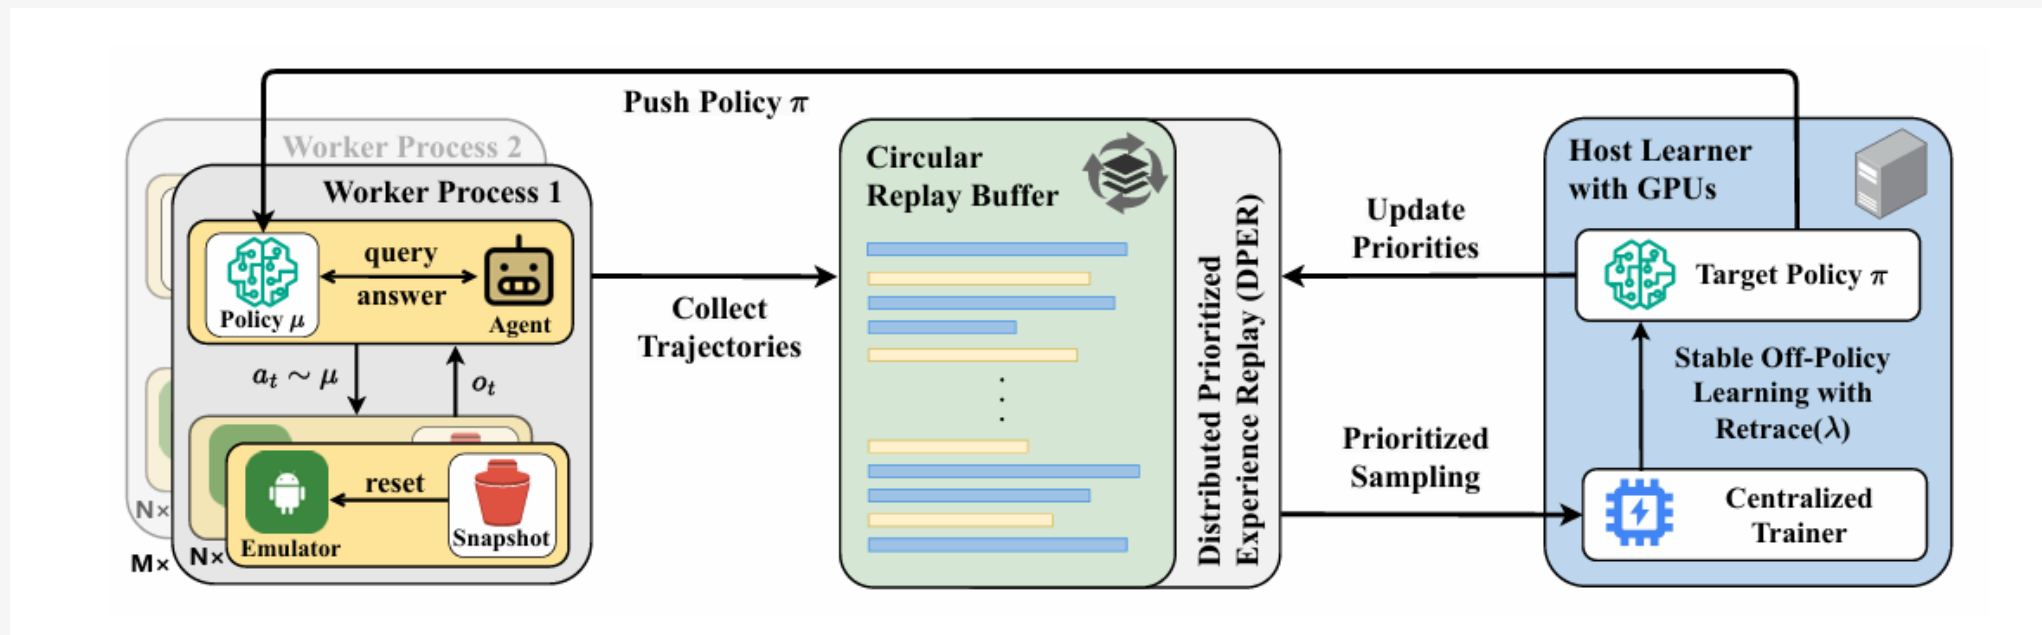 Push Policy π
Worker Process 2
Worker Process 1
query
answer
Policy μ
Agent
aₜ ∼ μ
oₜ
reset
Emulator
Snapshot
N×
N×
M×
Collect
Trajectories
Circular
Replay Buffer
Distributed Prioritized
Experience Replay (DPER)
Update
Priorities
Prioritized
Sampling
Host Learner
with GPUs
Target Policy π
Stable Off-Policy
Learning with
Retrace(λ)
Centralized
Trainer